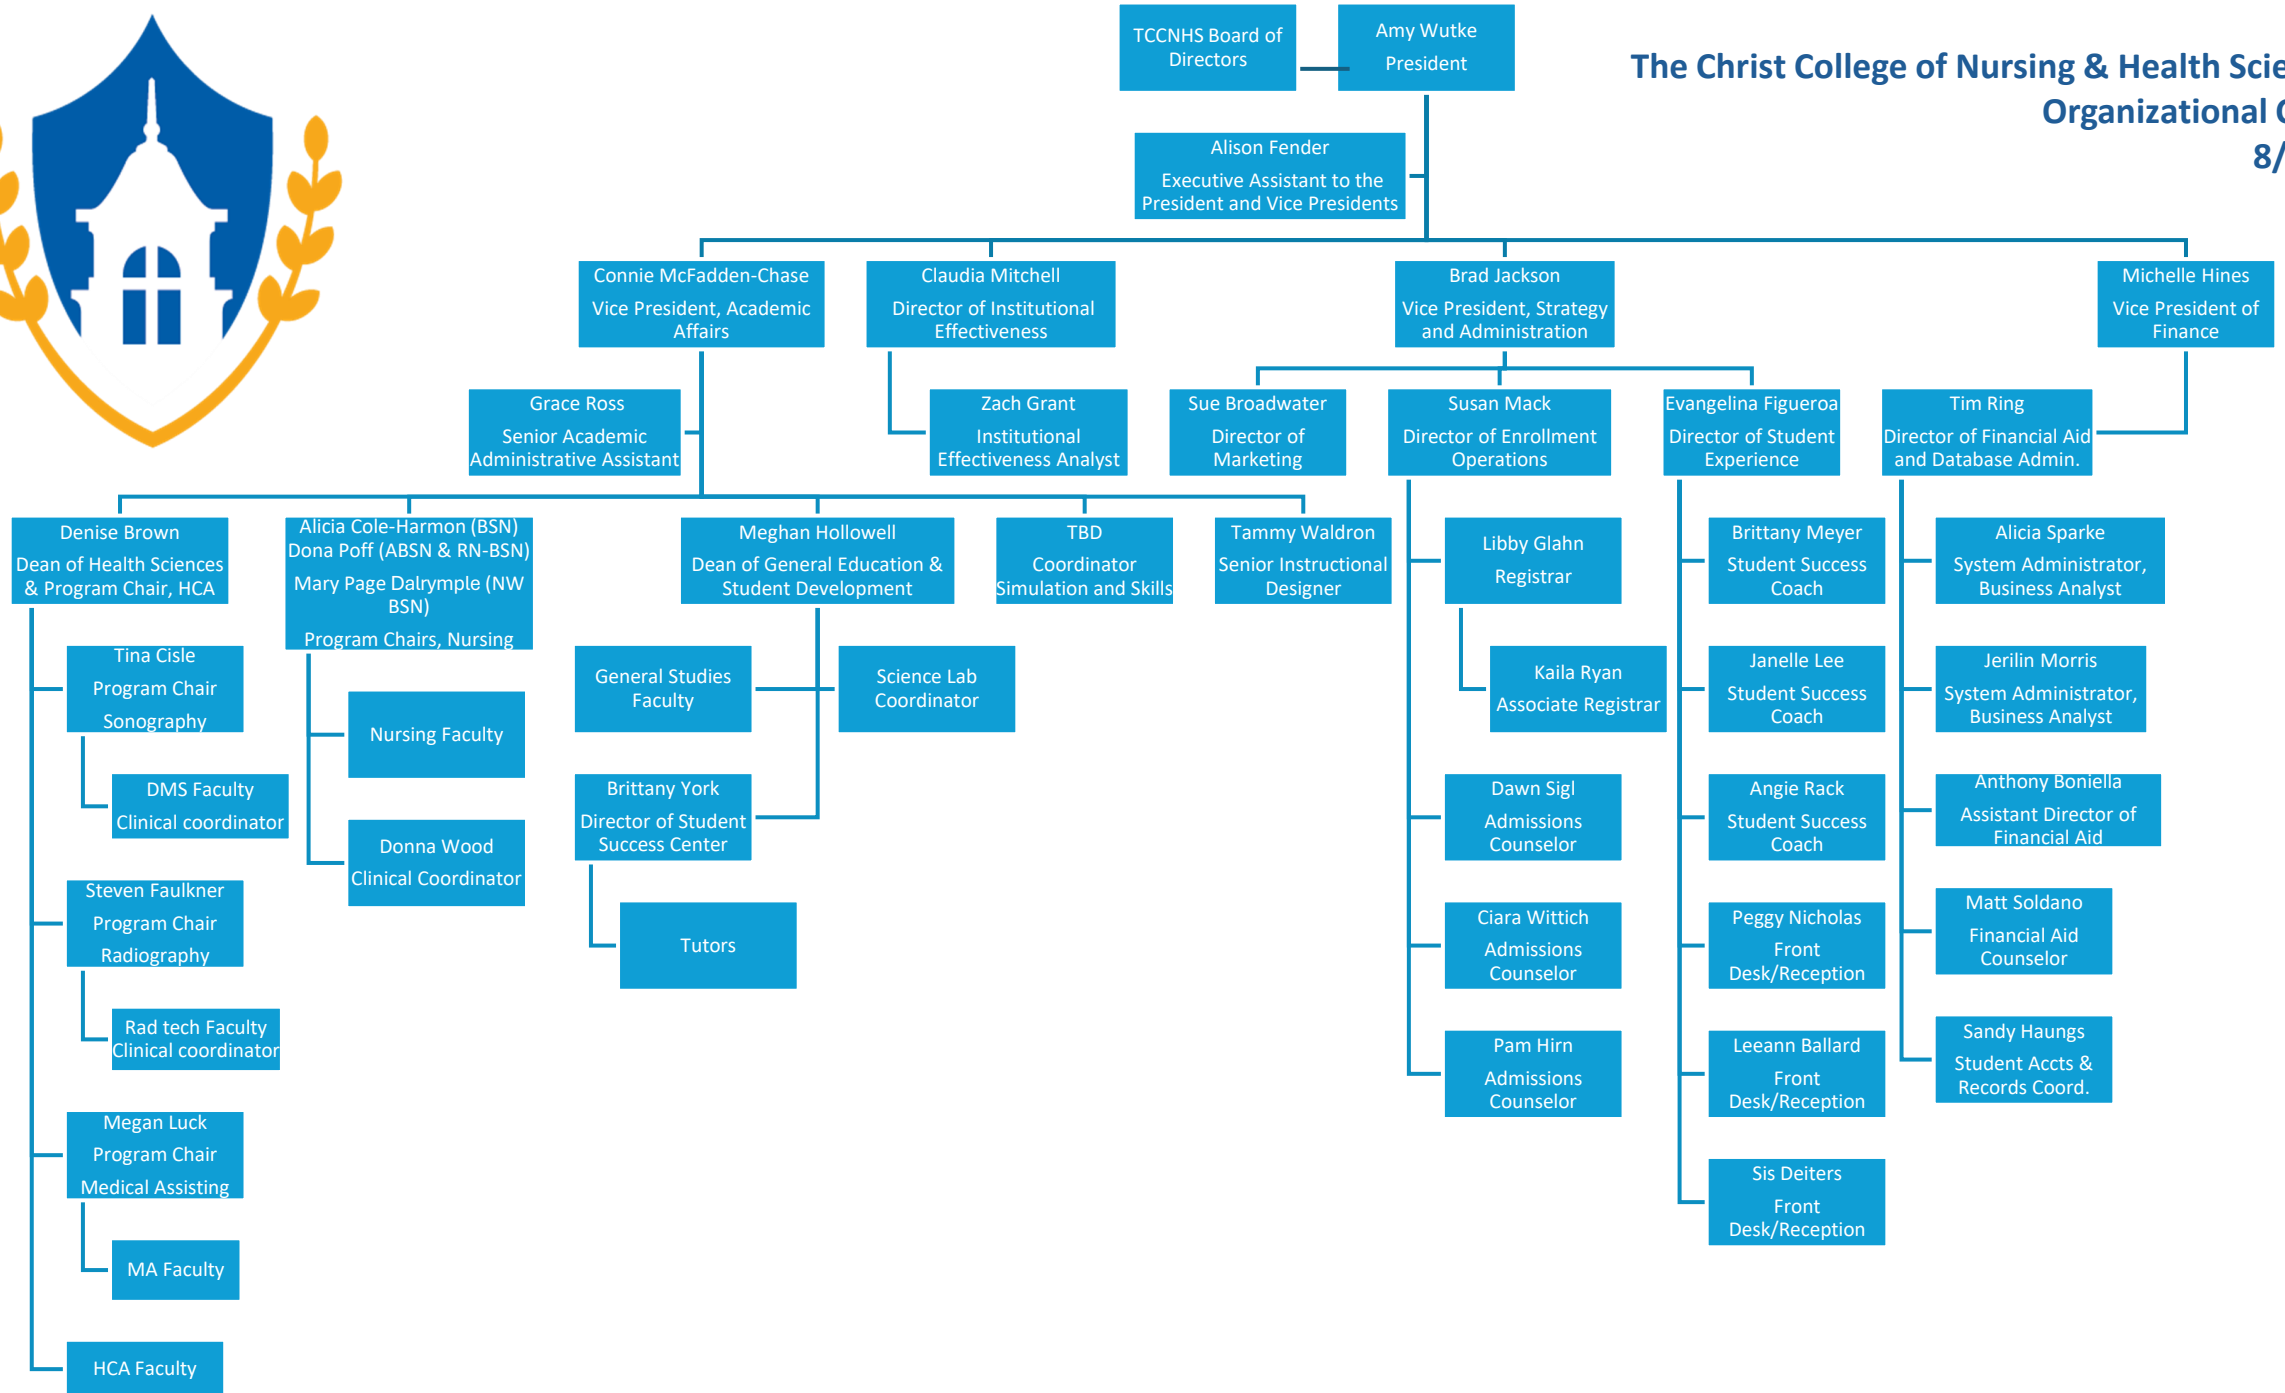 TCCNHS Board of
Directors
Amy Wutke
President
The Christ College of Nursing & Health
Organizational
8/
Alison Fender
Executive Assistant to the
President and Vice Presidents
Connie McFadden-Chase
Vice President, Academic
Affairs
Claudia Mitchell
Director of Institutional
Effectiveness
Brad Jackson
Vice President, Strategy
and Administration
Michelle Hines
Vice President of
Finance
Grace Ross
Senior Academic
Administrative Assistant
Zach Grant
Institutional
Effectiveness Analyst
Sue Broadwater
Director of
Marketing
Susan Mack
Director of Enrollment
Operations
Evangelina Figueroa
Director of Student
Experience
Tim Ring
Director of Financial Aid
and Database Admin.
Denise Brown
Dean of Health Sciences
& Program Chair, HCA
Alicia Cole-Harmon (BSN)
Dona Poff (ABSN & RN-BSN)
Mary Page Dalrymple (NW
BSN)
Program Chairs, Nursing
Meghan Hollowell
Dean of General Education &
Student Development
TBD
Coordinator
Simulation and Skills
Tammy Waldron
Senior Instructional
Designer
Libby Glahn
Registrar
Brittany Meyer
Student Success
Coach
Alicia Sparke
System Administrator,
Business Analyst
Tina Cisle
Program Chair
Sonography
Nursing Faculty
General Studies
Faculty
Science Lab
Coordinator
Kaila Ryan
Associate Registrar
Janelle Lee
Student Success
Coach
Jerilin Morris
System Administrator,
Business Analyst
DMS Faculty
Clinical coordinator
Donna Wood
Clinical Coordinator
Brittany York
Director of Student
Success Center
Dawn Sigl
Admissions
Counselor
Angie Rack
Student Success
Coach
Anthony Boniella
Assistant Director of
Financial Aid
Steven Faulkner
Program Chair
Radiography
Tutors
Ciara Wittich
Admissions
Counselor
Peggy Nicholas
Front
Desk/Reception
Matt Soldano
Financial Aid
Counselor
Rad tech Faculty
Clinical coordinator
Pam Hirn
Admissions
Counselor
Leeann Ballard
Front
Desk/Reception
Sandy Haungs
Student Accts &
Records Coord.
Megan Luck
Program Chair
Medical Assisting
Sis Deiters
Front
Desk/Reception
MA Faculty
HCA Faculty